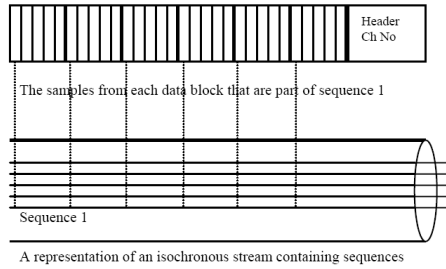 Header
Ch No
The samples from each data block that are part of sequence 1
Sequence 1
A representation of an isochronous stream containing sequences